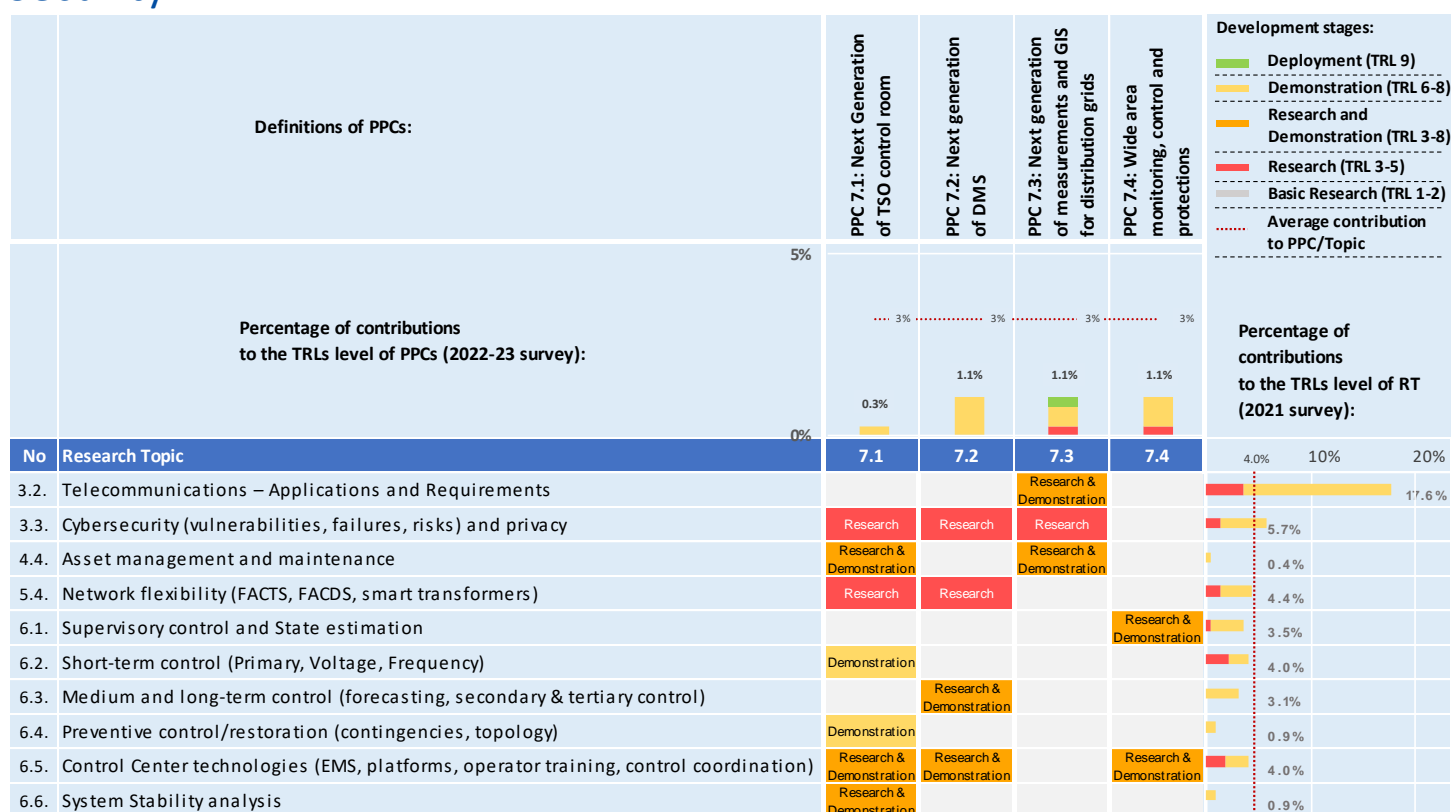 Definitions of PPCs:
PPC 7.1: Next Generation
of TSO control room
PPC 7.2: Next generation
of DMS
PPC 7.3: Next generation
of measurements and GIS
for distribution grids
PPC 7.4: Wide area
monitoring, control and
protections
Development stages:
Deployment (TRL 9)
Demonstration (TRL 6-8)
Research and
Demonstration (TRL 3-8)
Research (TRL 3-5)
Basic Research (TRL 1-2)
Average contribution
to PPC/Topic
5%
Percentage of contributions
to the TRLs level of PPCs (2022-23 survey):
3% 3% 3% 3%
0.3% 1.1% 1.1% 1.1%
0%
Percentage of
contributions
to the TRLs level of RT
(2021 survey):
No Research Topic 7.1 7.2 7.3 7.4 4.0% 10% 20%
3.2. Telecommunications – Applications and Requirements Research & Demonstration 17.6%
3.3. Cybersecurity (vulnerabilities, failures, risks) and privacy Research Research Research 5.7%
4.4. Asset management and maintenance Research & Demonstration Research & Demonstration 0.4%
5.4. Network flexibility (FACTS, FACDS, smart transformers) Research Research 4.4%
6.1. Supervisory control and State estimation Research & Demonstration 3.5%
6.2. Short-term control (Primary, Voltage, Frequency) Demonstration 4.0%
6.3. Medium and long-term control (forecasting, secondary & tertiary control) Research & Demonstration 3.1%
6.4. Preventive control/restoration (contingencies, topology) Demonstration 0.9%
6.5. Control Center technologies (EMS, platforms, operator training, control coordination) Research & Demonstration Research & Demonstration Research & Demonstration 4.0%
6.6. System Stability analysis Research & Demonstration 0.9%